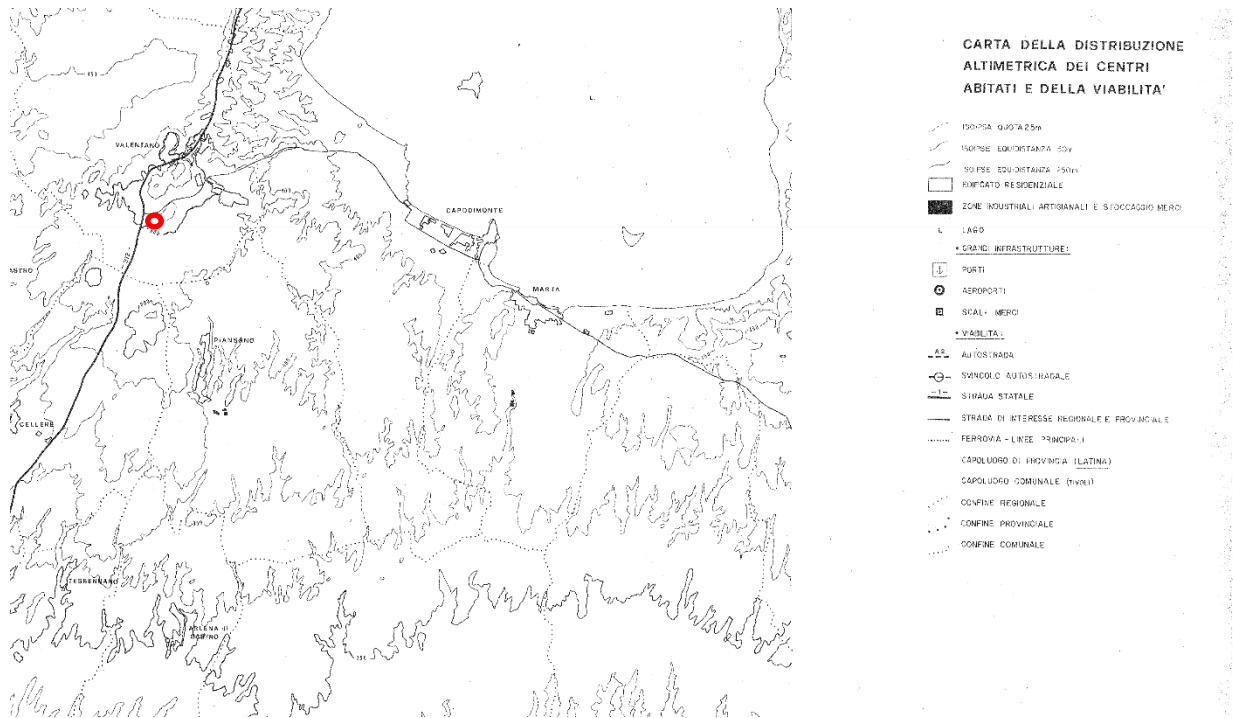 450
VALENTANO
CAPODIMONTE
MARTA
PIANSANO
CELLERE
TESSENNANO
ARLENA di
CASTRO
250
CARTA DELLA DISTRIBUZIONE
ALTIMETRICA DEI CENTRI
ABITATI E DELLA VIABILITA'
ISOIPSA QUOTA 25m
ISOIPSE EQUIDISTANZA 50m
ISOIPSE EQUIDISTANZA 250m
EDIFICATO RESIDENZIALE
ZONE INDUSTRIALI ARTIGIANALI E STOCCAGGIO MERCI
L LAGO
• GRANDI INFRASTRUTTURE:
PORTI
AEROPORTI
SCALI MERCI
• VIABILITA':
AUTOSTRADA
SVINCOLO AUTOSTRADALE
STRADA STATALE
STRADA DI INTERESSE REGIONALE E PROVINCIALE
FERROVIA - LINEE PRINCIPALI
CAPOLUOGO DI PROVINCIA (LATINA)
CAPOLUOGO COMUNALE (TIVOLI)
CONFINE REGIONALE
CONFINE PROVINCIALE
CONFINE COMUNALE